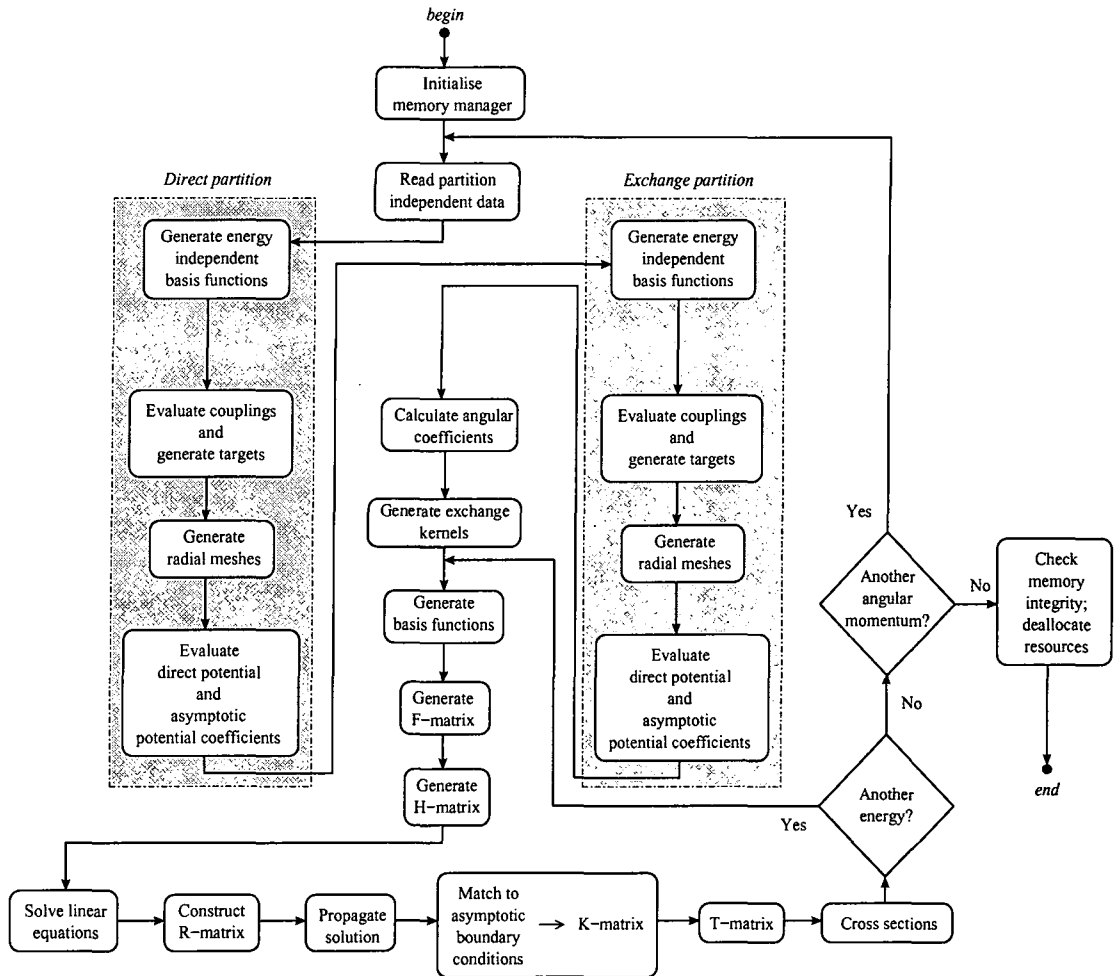 begin
Initialise
memory manager
Read partition
independent data
Direct partition
Generate energy
independent
basis functions
Evaluate couplings
and
generate targets
Generate
radial meshes
Evaluate
direct potential
and
asymptotic
potential coefficients
Exchange partition
Generate energy
independent
basis functions
Evaluate couplings
and
generate targets
Generate
radial meshes
Evaluate
direct potential
and
asymptotic
potential coefficients
Calculate angular
coefficients
Generate exchange
kernels
Generate
basis functions
Generate
F−matrix
Generate
H−matrix
Solve linear
equations
Construct
R−matrix
Propagate
solution
Match to
asymptotic → K−matrix
boundary
conditions
T−matrix
Cross sections
Another
energy?
Yes
No
Another
angular
momentum?
Yes
No
Check
memory
integrity;
deallocate
resources
end